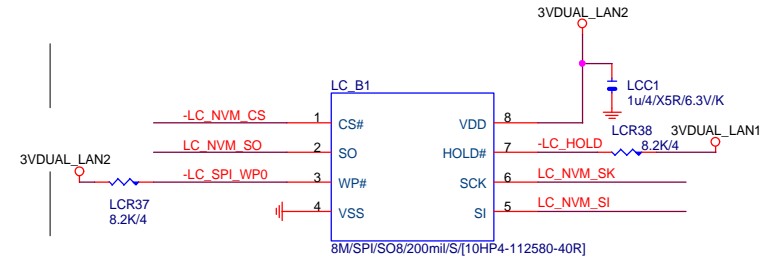 3VDUAL_LAN2
LCC1
1u/4/X5R/6.3V/K
LC_B1
-LC_NVM_CS 1 CS# VDD 8
LCR38 3VDUAL_LAN1
LC_NVM_SO 2 SO HOLD# 7 -LC_HOLD 8.2K/4
3VDUAL_LAN2
-LC_SPI_WP0 3 WP# SCK 6 LC_NVM_SK
LCR37
8.2K/4
4 VSS SI 5 LC_NVM_SI
8M/SPI/SO8/200mil/S/[10HP4-112580-40R]